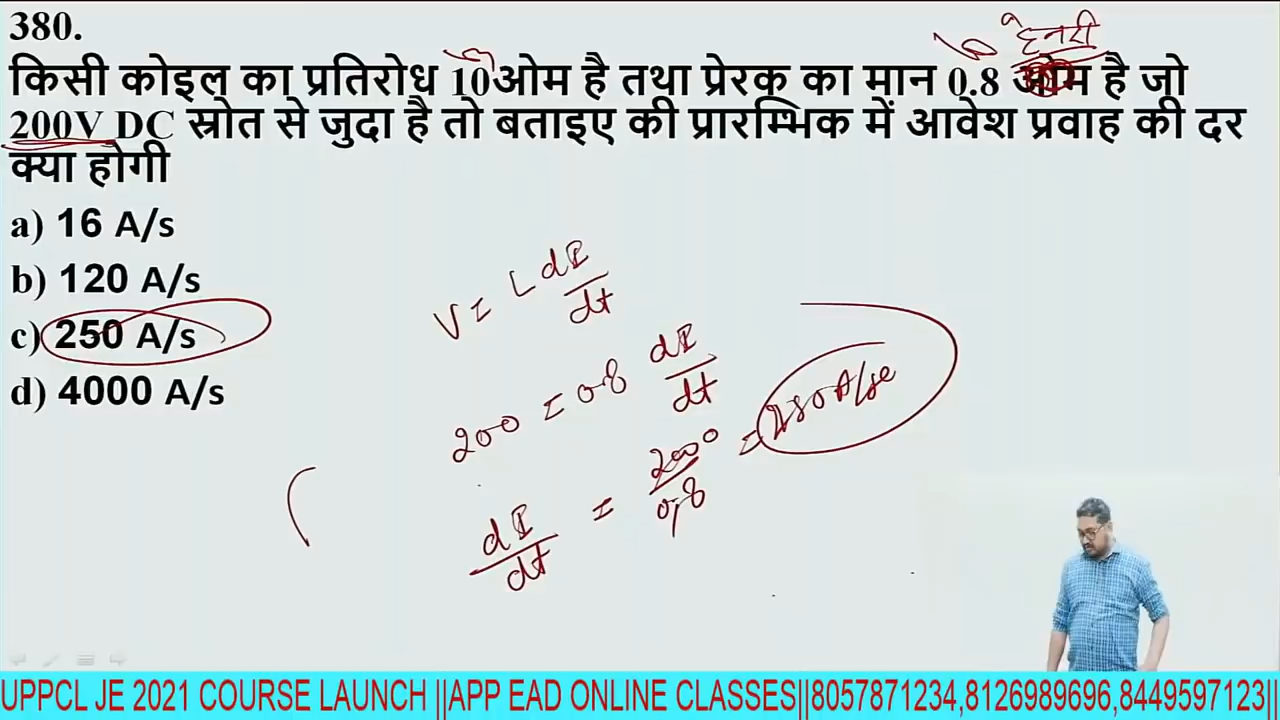 380.
हेनरी
किसी कोइल का प्रतिरोध 10ओम है तथा प्रेरक का मान 0.8 ओम है जो
200V DC स्रोत से जुदा है तो बताइए की प्रारम्भिक में आवेश प्रवाह की दर
क्या होगी
a) 16 A/s
b) 120 A/s
c) 250 A/s
d) 4000 A/s
V = L dI/dt
200 = 0.8 dI/dt
dI/dt = 200/0.8 = 250A/se
UPPCL JE 2021 COURSE LAUNCH ||APP EAD ONLINE CLASSES||8057871234,8126989696,8449597123||